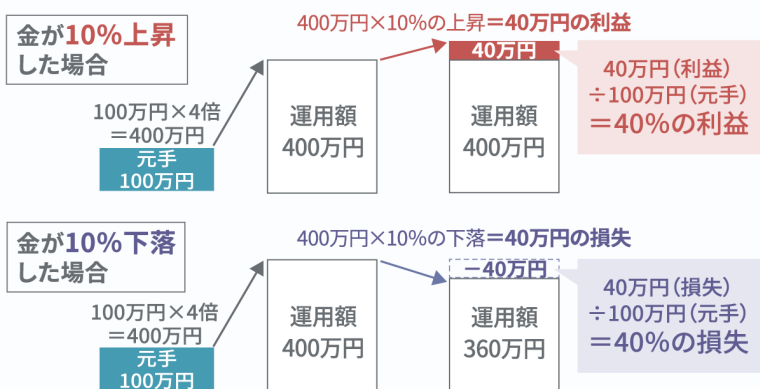 金が10%上昇
した場合
400万円×10%の上昇＝40万円の利益
100万円×4倍
＝400万円
元手
100万円
運用額
400万円
40万円
運用額
400万円
40万円（利益）
÷100万円（元手）
＝40%の利益
金が10%下落
した場合
400万円×10%の下落＝40万円の損失
100万円×4倍
＝400万円
元手
100万円
運用額
400万円
−40万円
運用額
360万円
40万円（損失）
÷100万円（元手）
＝40%の損失